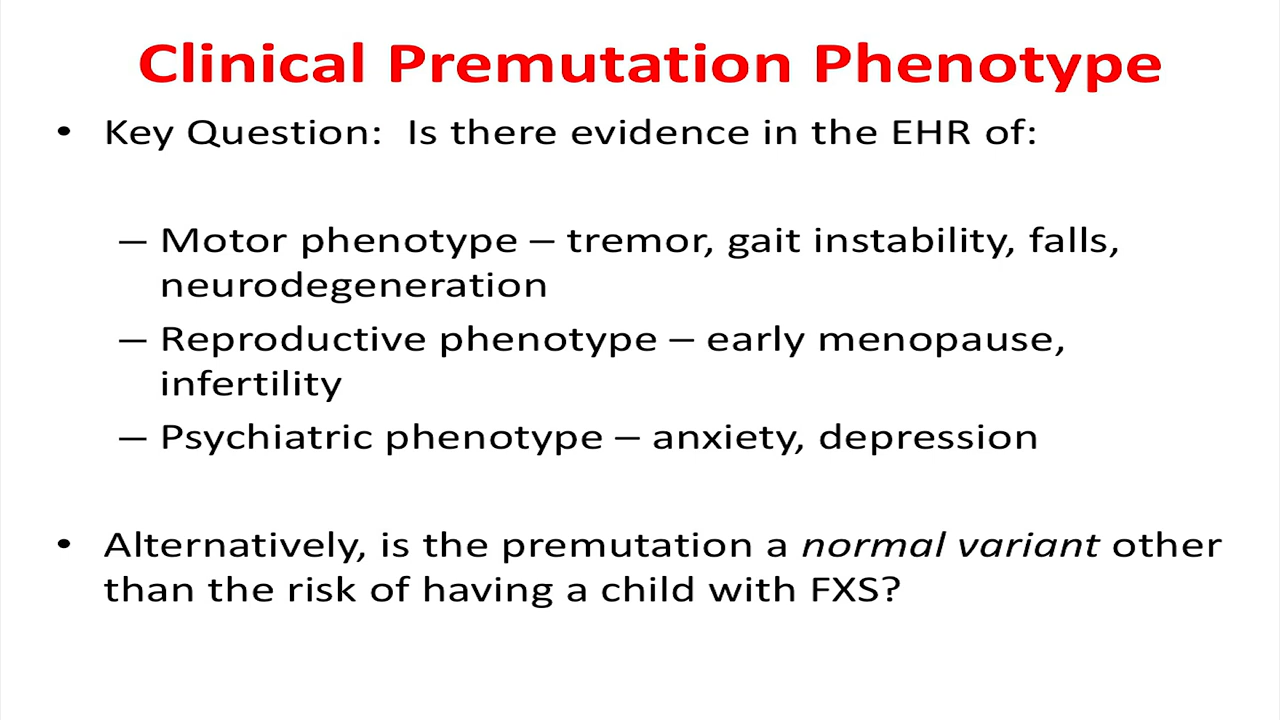 Clinical Premutation Phenotype
• Key Question:  Is there evidence in the EHR of:
– Motor phenotype – tremor, gait instability, falls,
neurodegeneration
– Reproductive phenotype – early menopause,
infertility
– Psychiatric phenotype – anxiety, depression
• Alternatively, is the premutation a normal variant other
than the risk of having a child with FXS?